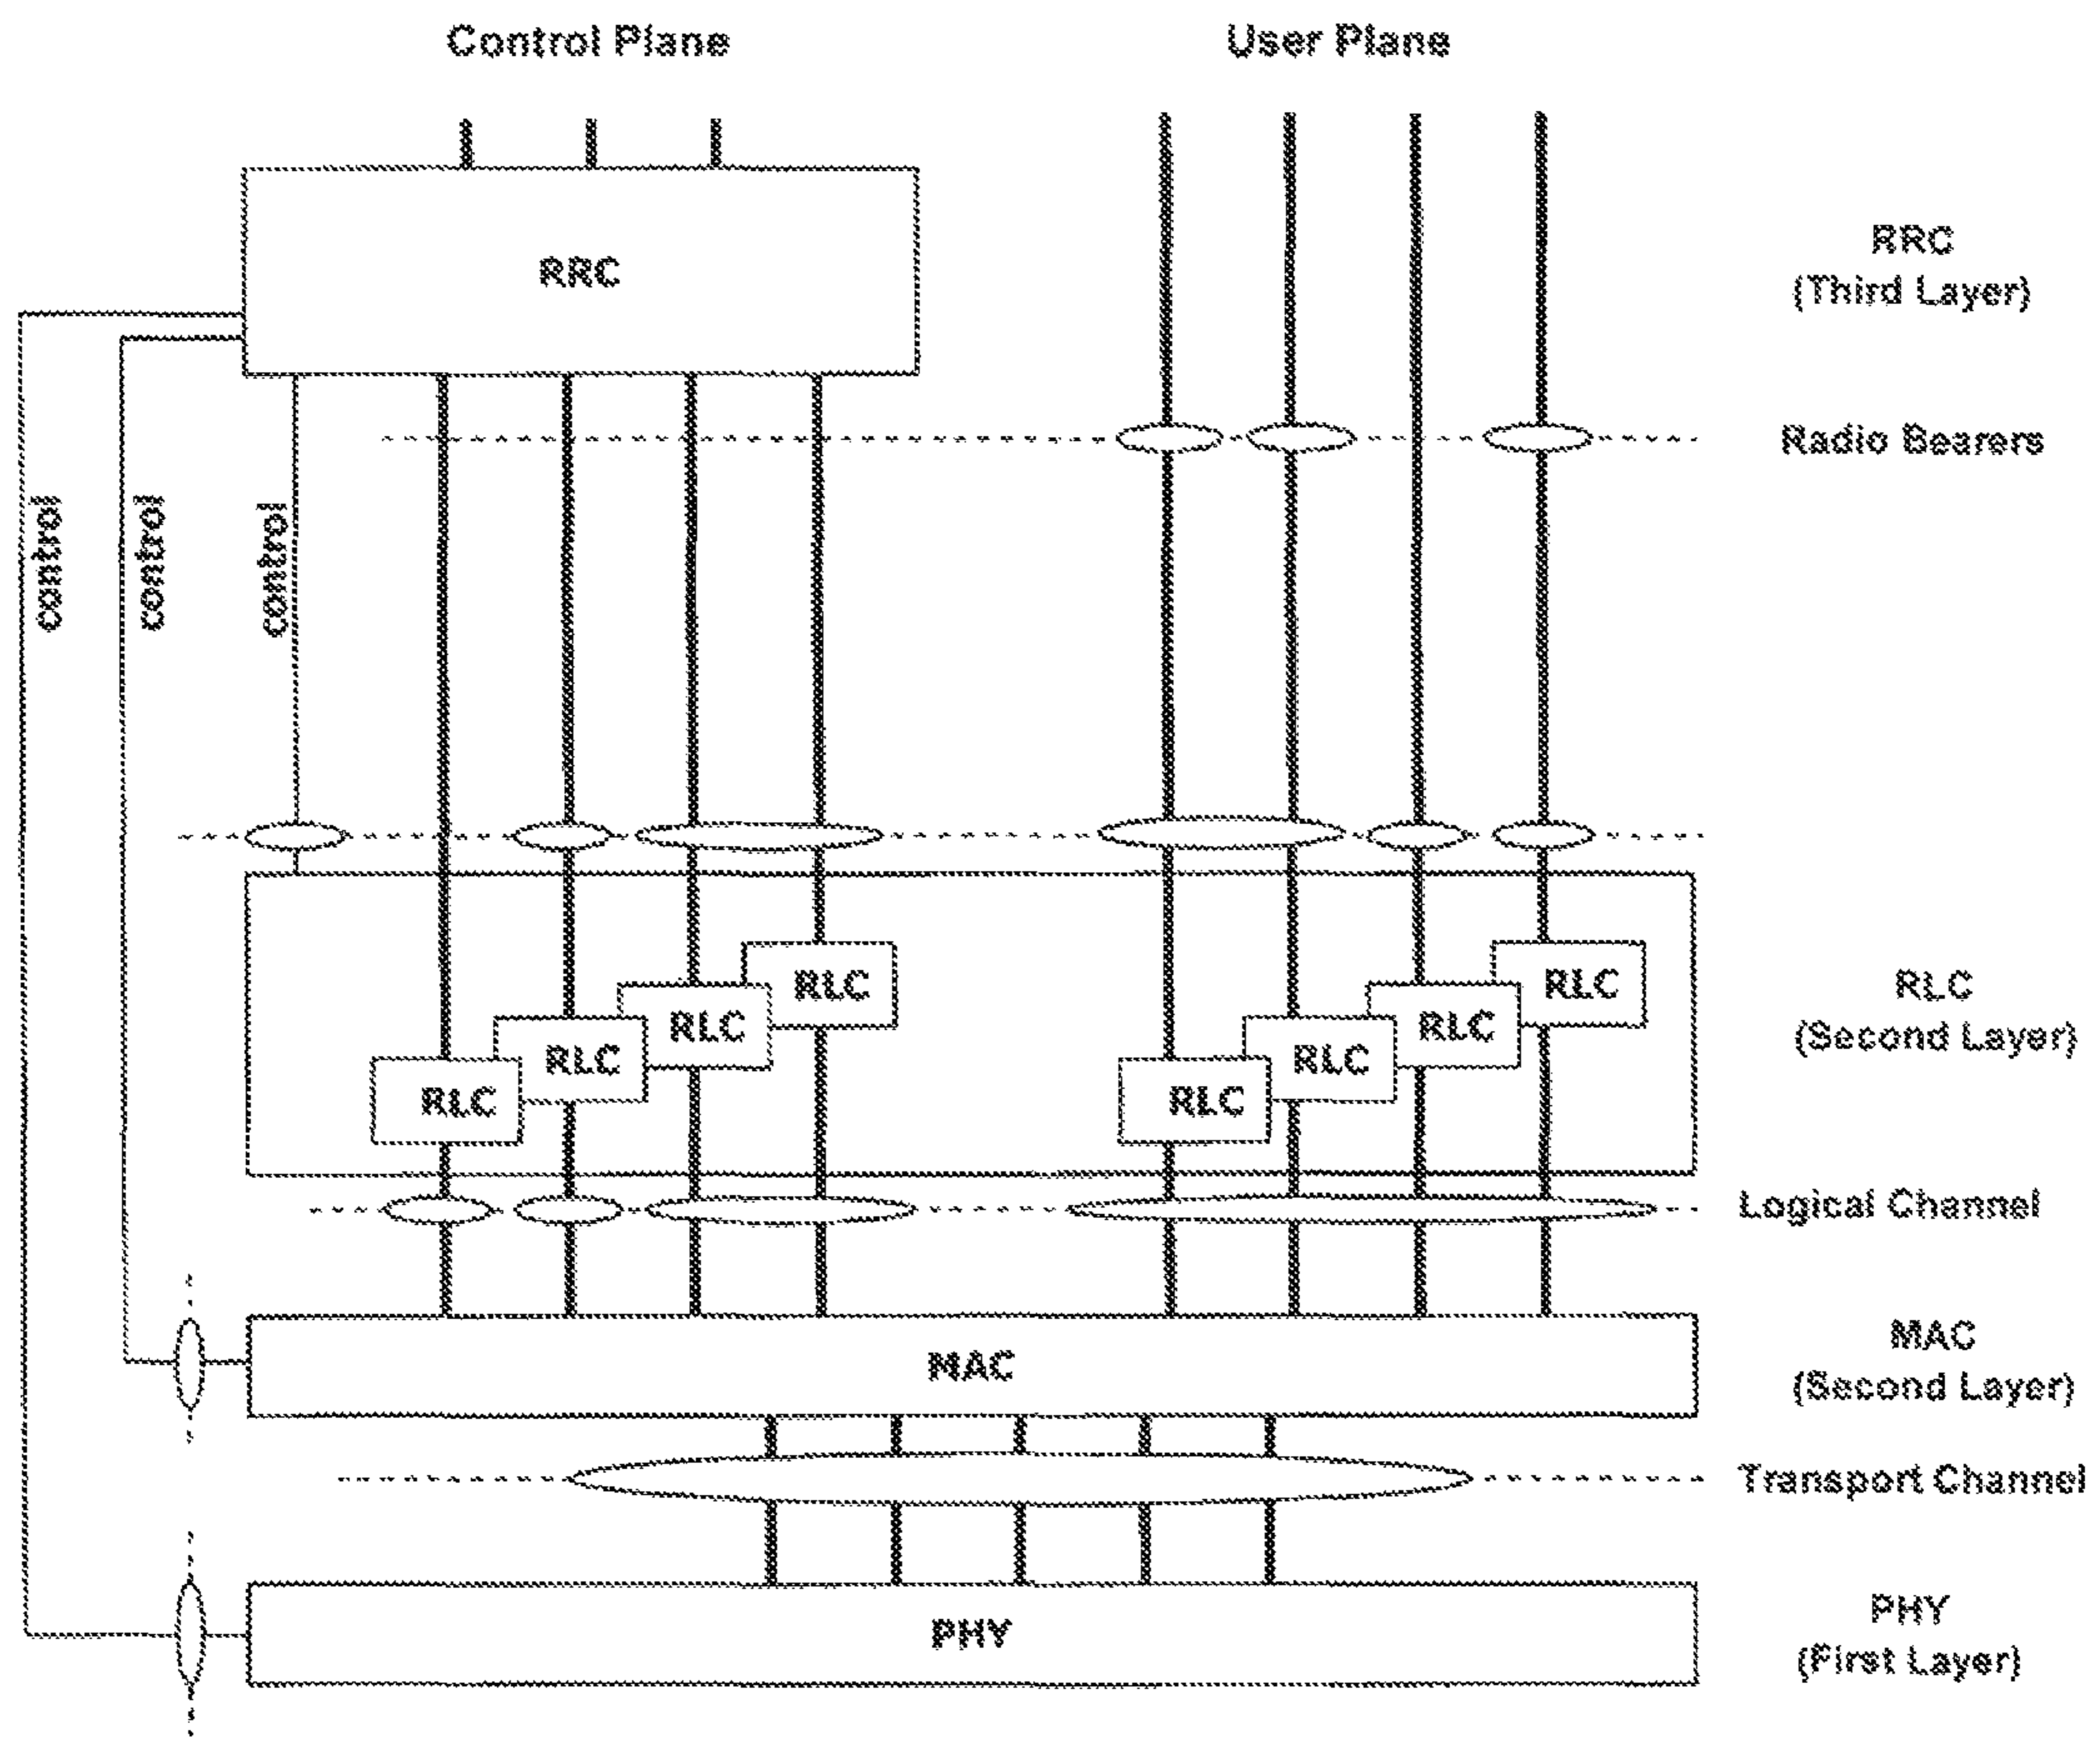 Control Plane
User Plane
RRC
RRC
(Third Layer)
Radio Bearers
control
control
control
RLC
RLC
RLC
RLC
RLC
RLC
RLC
RLC
RLC
(Second Layer)
Logical Channel
MAC
MAC
(Second Layer)
Transport Channel
PHY
PHY
(First Layer)